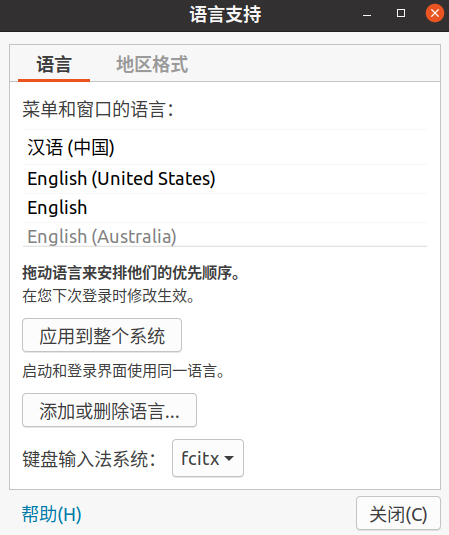 语言支持
语言 地区格式
菜单和窗口的语言：
汉语 (中国)
English (United States)
English
English (Australia)
拖动语言来安排他们的优先顺序。
在您下次登录时修改生效。
应用到整个系统
启动和登录界面使用同一语言。
添加或删除语言...
键盘输入法系统： fcitx
帮助(H) 关闭(C)